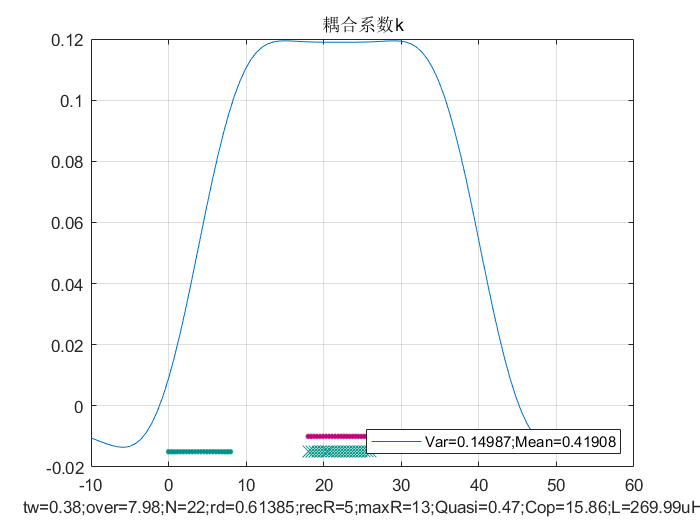 耦合系数k
0.12
0.1
0.08
0.06
0.04
0.02
0
-0.02
Var=0.14987;Mean=0.41908
-10 0 10 20 30 40 50 60
tw=0.38;over=7.98;N=22;rd=0.61385;recR=5;maxR=13;Quasi=0.47;Cop=15.86;L=269.99u